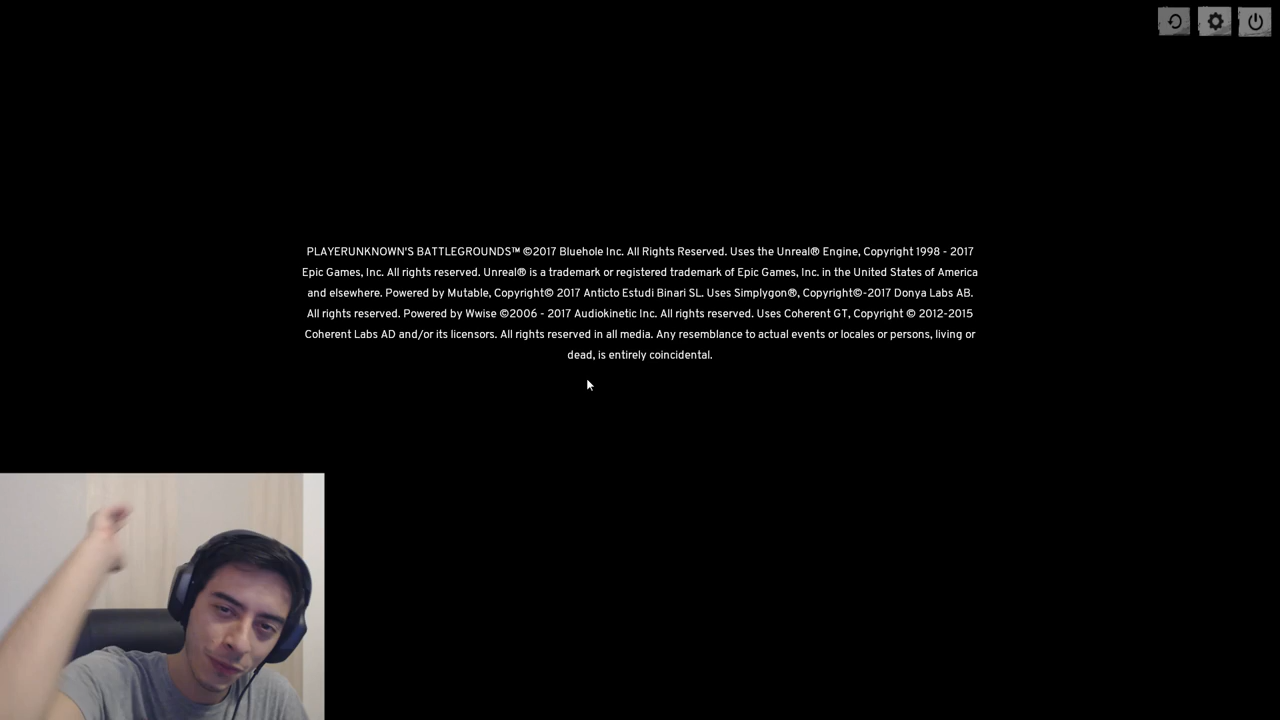 PLAYERUNKNOWN'S BATTLEGROUNDS™ ©2017 Bluehole Inc. All Rights Reserved. Uses the Unreal® Engine, Copyright 1998 - 2017
Epic Games, Inc. All rights reserved. Unreal® is a trademark or registered trademark of Epic Games, Inc. in the United States of America
and elsewhere. Powered by Mutable, Copyright© 2017 Anticto Estudi Binari SL. Uses Simplygon®, Copyright©-2017 Donya Labs AB.
All rights reserved. Powered by Wwise ©2006 - 2017 Audiokinetic Inc. All rights reserved. Uses Coherent GT, Copyright © 2012-2015
Coherent Labs AD and/or its licensors. All rights reserved in all media. Any resemblance to actual events or locales or persons, living or
dead, is entirely coincidental.